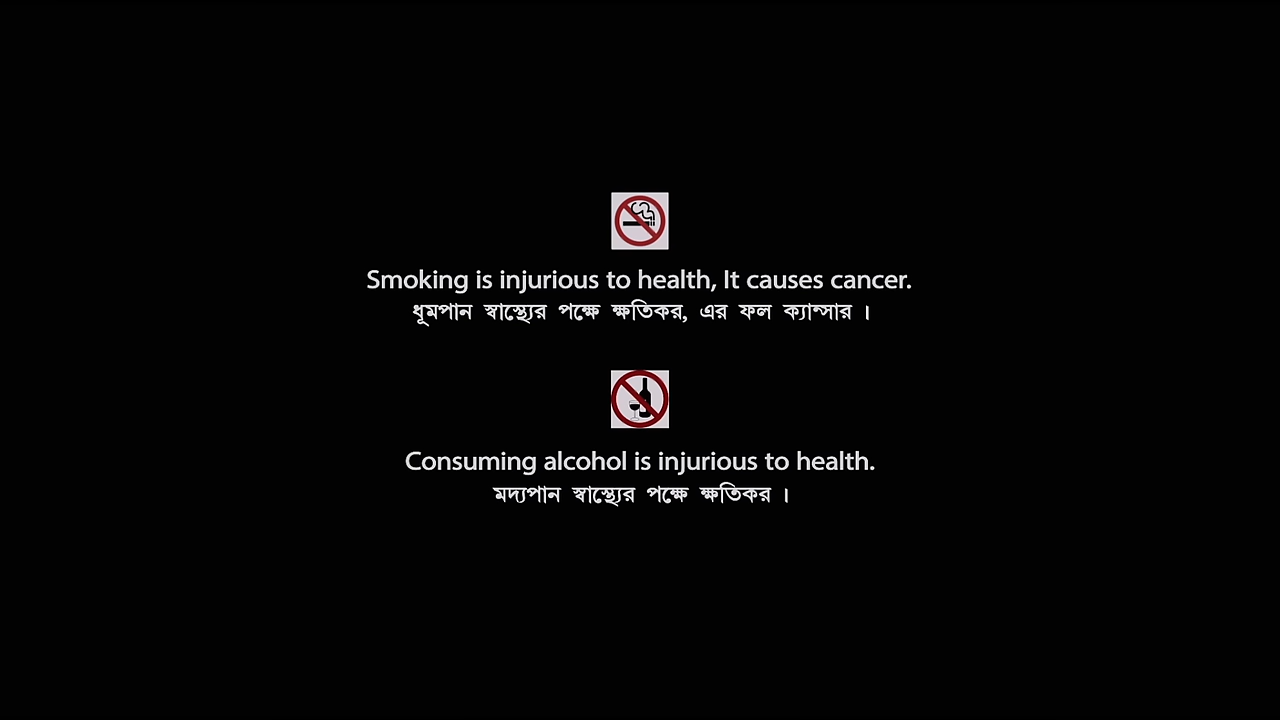 Smoking is injurious to health, It causes cancer.
ধূমপান স্বাস্থ্যের পক্ষে ক্ষতিকর, এর ফল ক্যান্সার ।
Consuming alcohol is injurious to health.
মদ্যপান স্বাস্থ্যের পক্ষে ক্ষতিকর ।